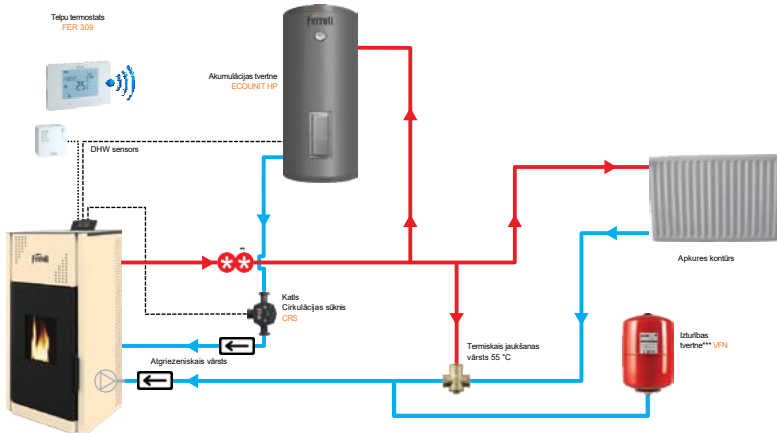 Telpu termostats
FER 309
Ferroli
Akumulācijas tvertne
ECOUNIT HP
DHW sensors
Ferroli
**
Katls
Cirkulācijas sūknis
CRS
Apkures kontūrs
Atgriezeniskais vārsts
Termiskais jaukšanas
vārsts 55 °C
Izturības
tvertne*** VFN